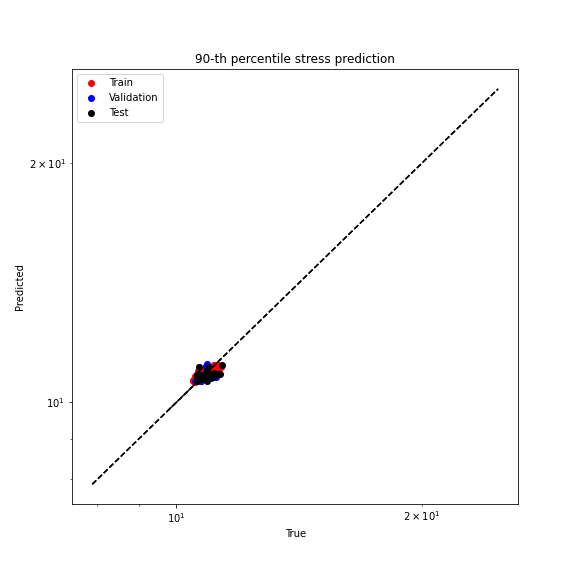 90-th percentile stress prediction
Train
Validation
Test
2 × 10¹
Predicted
10¹
10¹
2 × 10¹
True